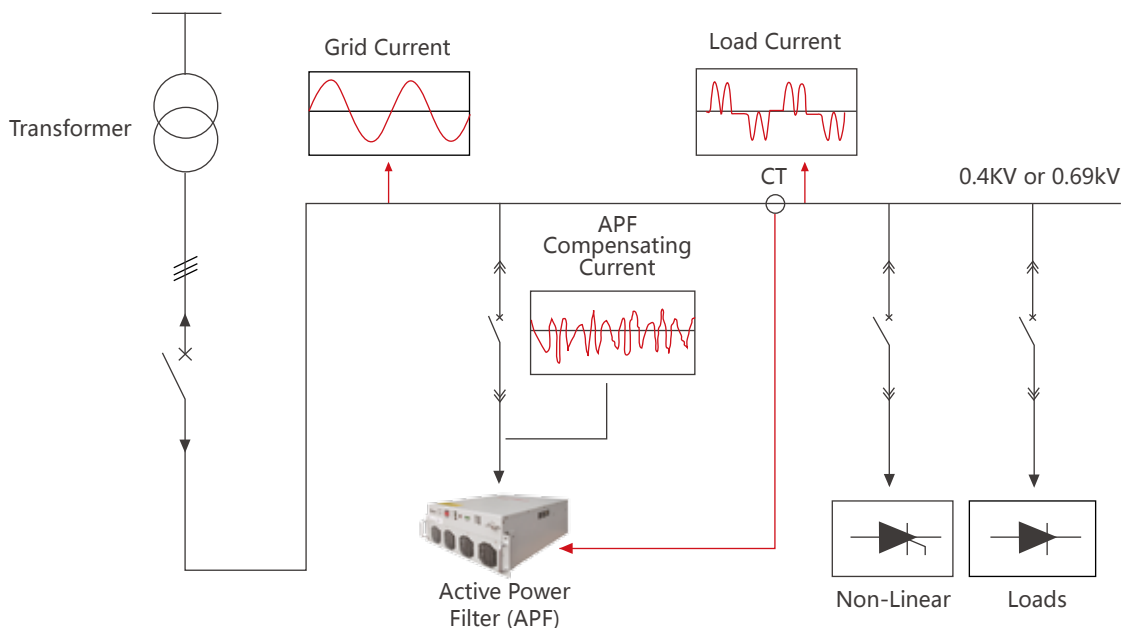 Grid Current
Load Current
Transformer
CT
0.4KV or 0.69kV
APF
Compensating
Current
Active Power
Filter (APF)
Non-Linear
Loads